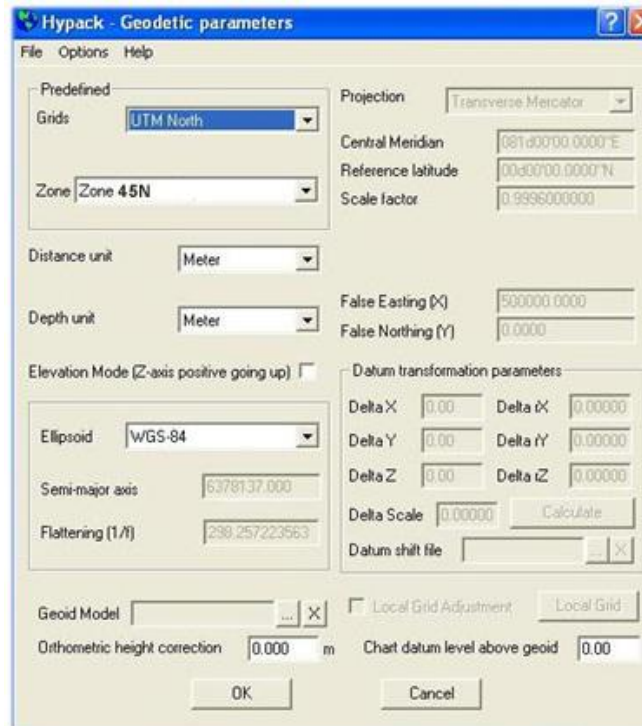 Hypack - Geodetic parameters
File Options Help
Predefined
Grids UTM North
Zone Zone 45N
Distance unit Meter
Depth unit Meter
Elevation Mode (Z-axis positive going up)
Ellipsoid WGS-84
Semi-major axis 6378137.000
Flattening (1/f) 298.257223563
Projection Transverse Mercator
Central Meridian 081d00'00.0000"E
Reference latitude 00d00'00.0000"N
Scale factor 0.9996000000
False Easting (X) 500000.0000
False Northing (Y) 0.0000
Datum transformation parameters
Delta X 0.00 Delta rX 0.00000
Delta Y 0.00 Delta rY 0.00000
Delta Z 0.00 Delta rZ 0.00000
Delta Scale 0.00000 Calculate
Datum shift file ... X
Geoid Model ... X
Local Grid Adjustment Local Grid
Orthometric height correction 0.000 m Chart datum level above geoid 0.00
OK Cancel